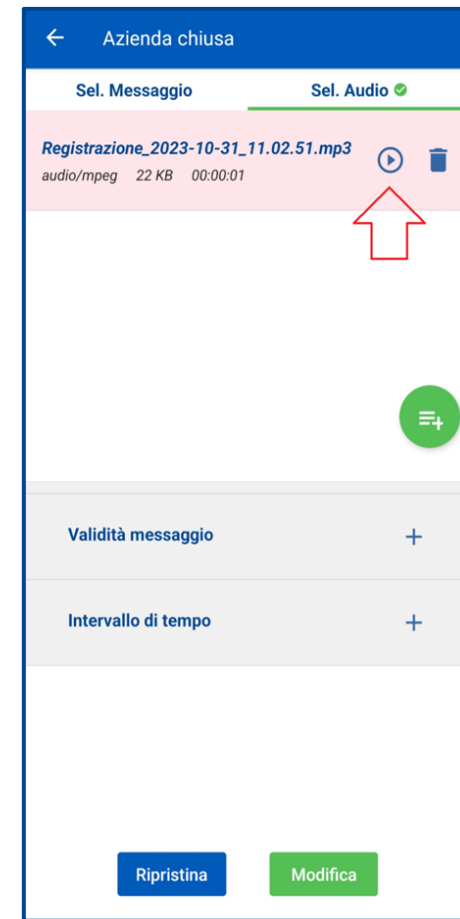 Azienda chiusa
Sel. Messaggio Sel. Audio
Registrazione_2023-10-31_11.02.51.mp3
audio/mpeg 22 KB 00:00:01
Validità messaggio
Intervallo di tempo
Ripristina Modifica